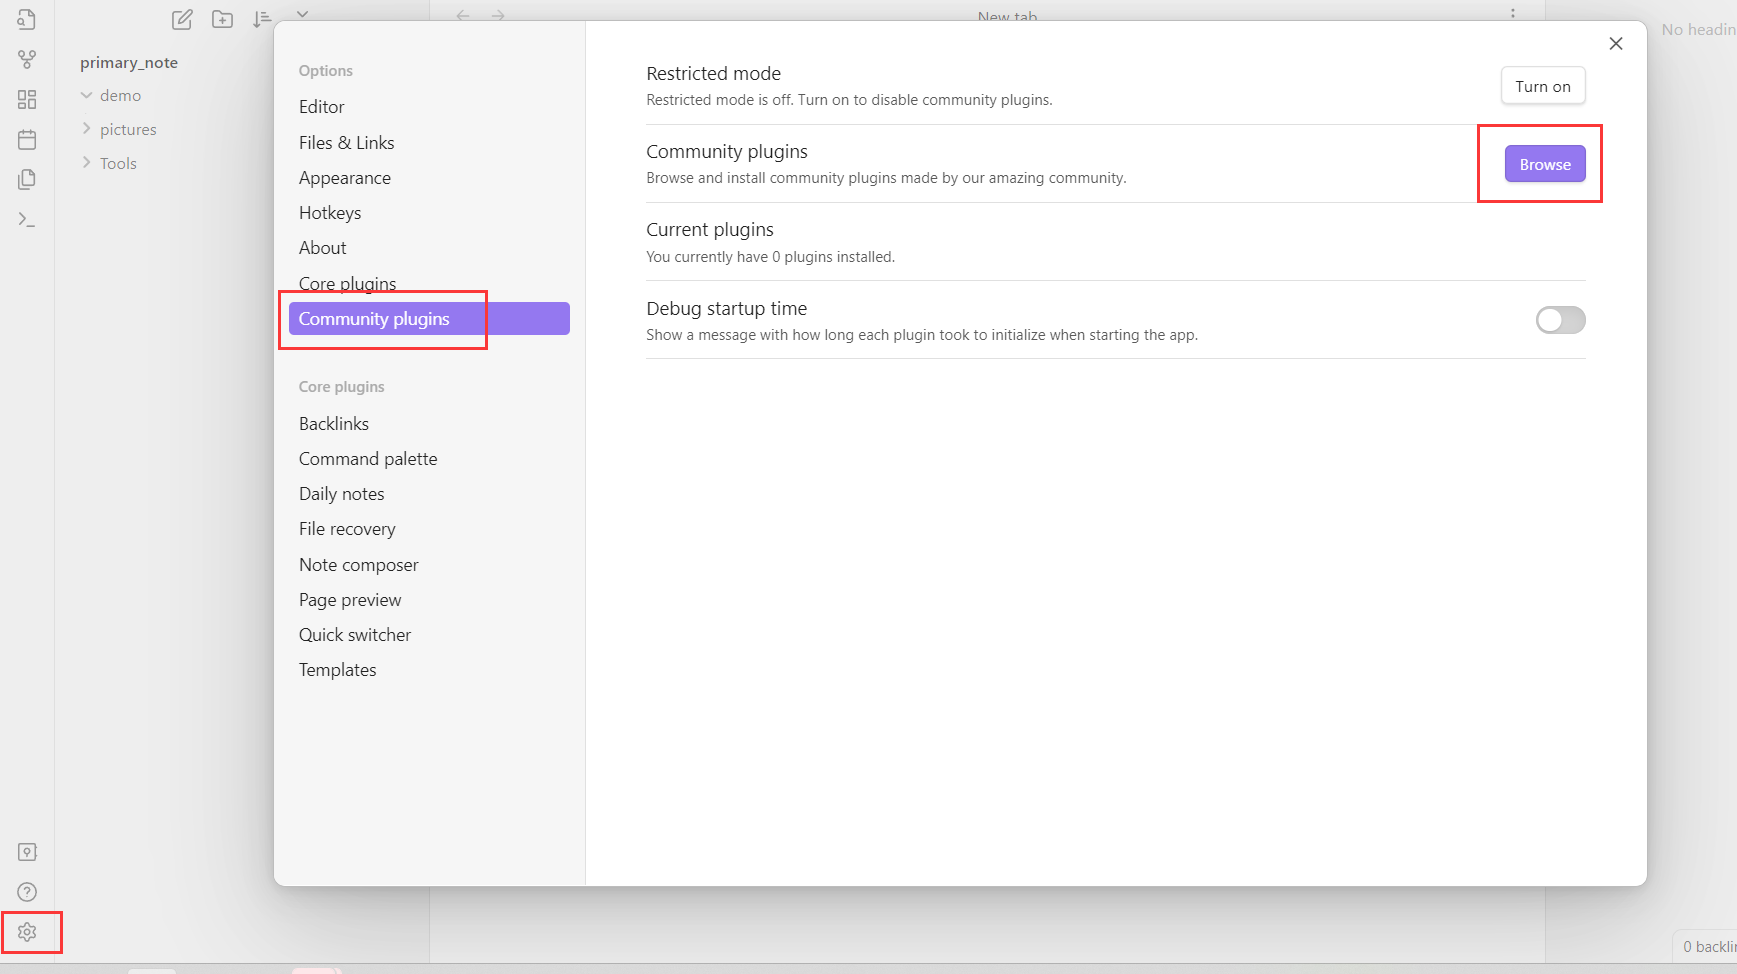 New tab
No headin
primary_note
demo
pictures
Tools
Options
Editor
Files & Links
Appearance
Hotkeys
About
Core plugins
Community plugins
Core plugins
Backlinks
Command palette
Daily notes
File recovery
Note composer
Page preview
Quick switcher
Templates
Restricted mode
Restricted mode is off. Turn on to disable community plugins.
Turn on
Community plugins
Browse and install community plugins made by our amazing community.
Browse
Current plugins
You currently have 0 plugins installed.
Debug startup time
Show a message with how long each plugin took to initialize when starting the app.
0 backlin